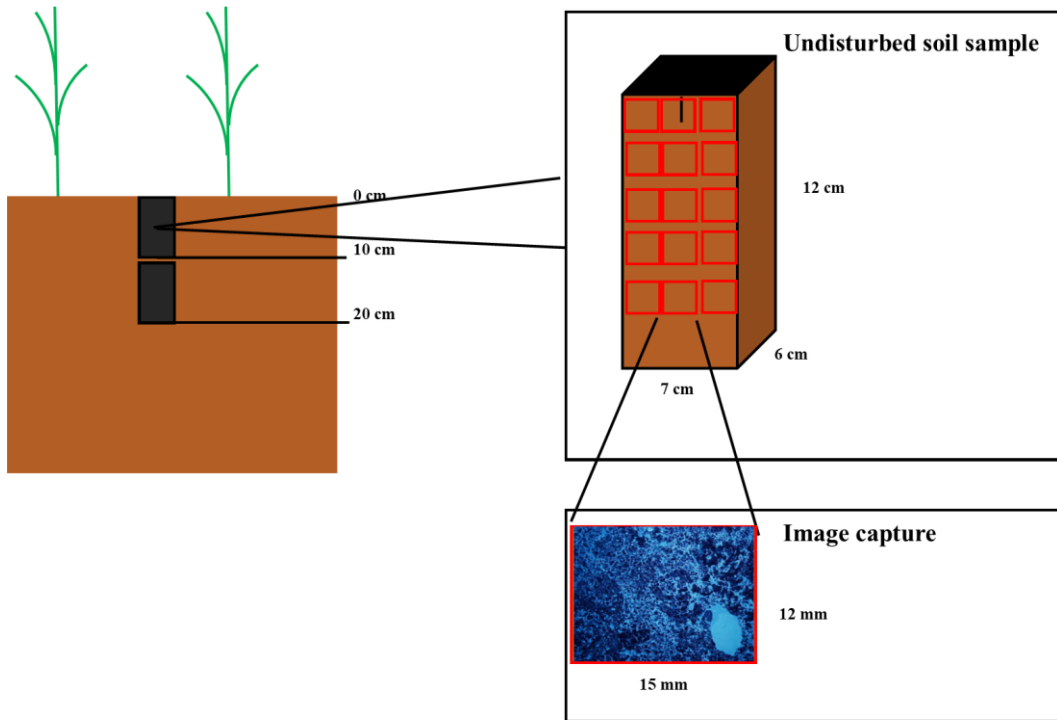 0 cm
10 cm
20 cm
Undisturbed soil sample
12 cm
6 cm
7 cm
Image capture
12 mm
15 mm